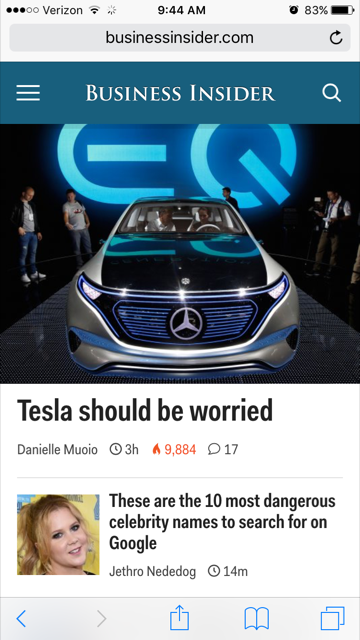 Verizon 9:44 AM 83%
businessinsider.com
BUSINESS INSIDER
EQ
Tesla should be worried
Danielle Muoio 3h 9,884 17
These are the 10 most dangerous
celebrity names to search for on
Google
Jethro Nededog 14m